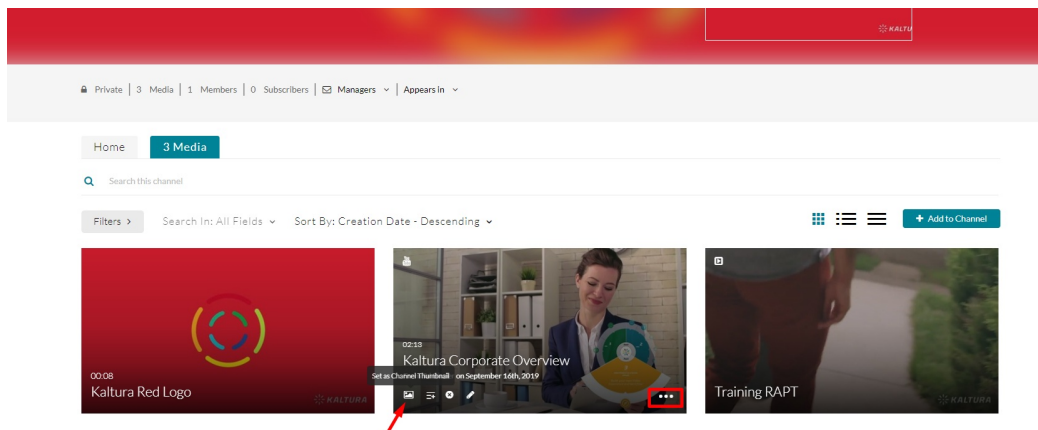 KALTU
Private | 3 Media | 1 Members | 0 Subscribers | Managers | Appears in
Home
3 Media
Search this channel
Filters >
Search In: All Fields
Sort By: Creation Date - Descending
+ Add to Channel
00:08
Kaltura Red Logo
KALTURA
02:13
Kaltura Corporate Overview
Set as Channel Thumbnail
on September 16th, 2019
Training RAPT
KALTURA